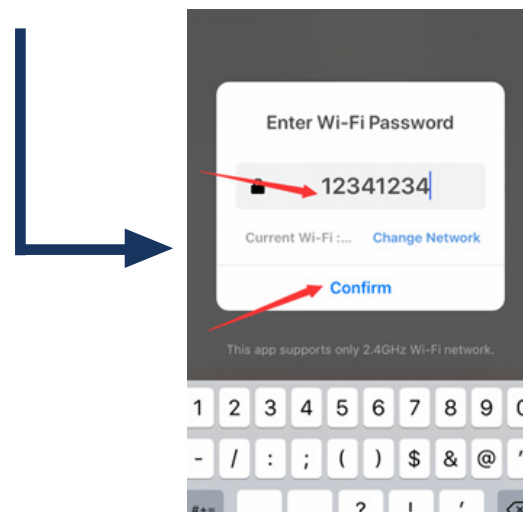 Enter Wi-Fi Password
12341234
Current Wi-Fi :... Change Network
Confirm
This app supports only 2.4GHz Wi-Fi network.
1 2 3 4 5 6 7 8 9 0
- / : ; ( ) $ & @ "
#+= ? ! '